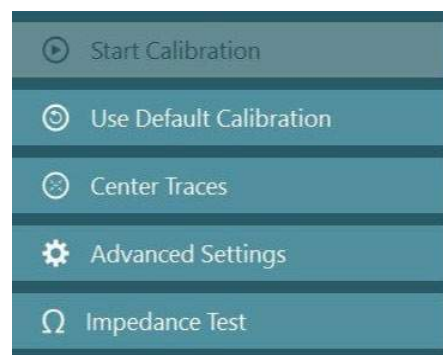 Start Calibration
Use Default Calibration
Center Traces
Advanced Settings
Ω Impedance Test